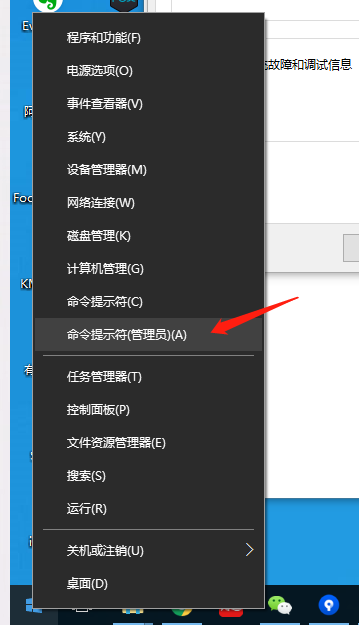 Ev
程序和功能(F)
电源选项(O)
故障和调试信息
事件查看器(V)
系统(Y)
设备管理器(M)
Foo
网络连接(W)
磁盘管理(K)
计算机管理(G)
KM
命令提示符(C)
命令提示符(管理员)(A)
任务管理器(T)
控制面板(P)
文件资源管理器(E)
搜索(S)
运行(R)
关机或注销(U)
桌面(D)